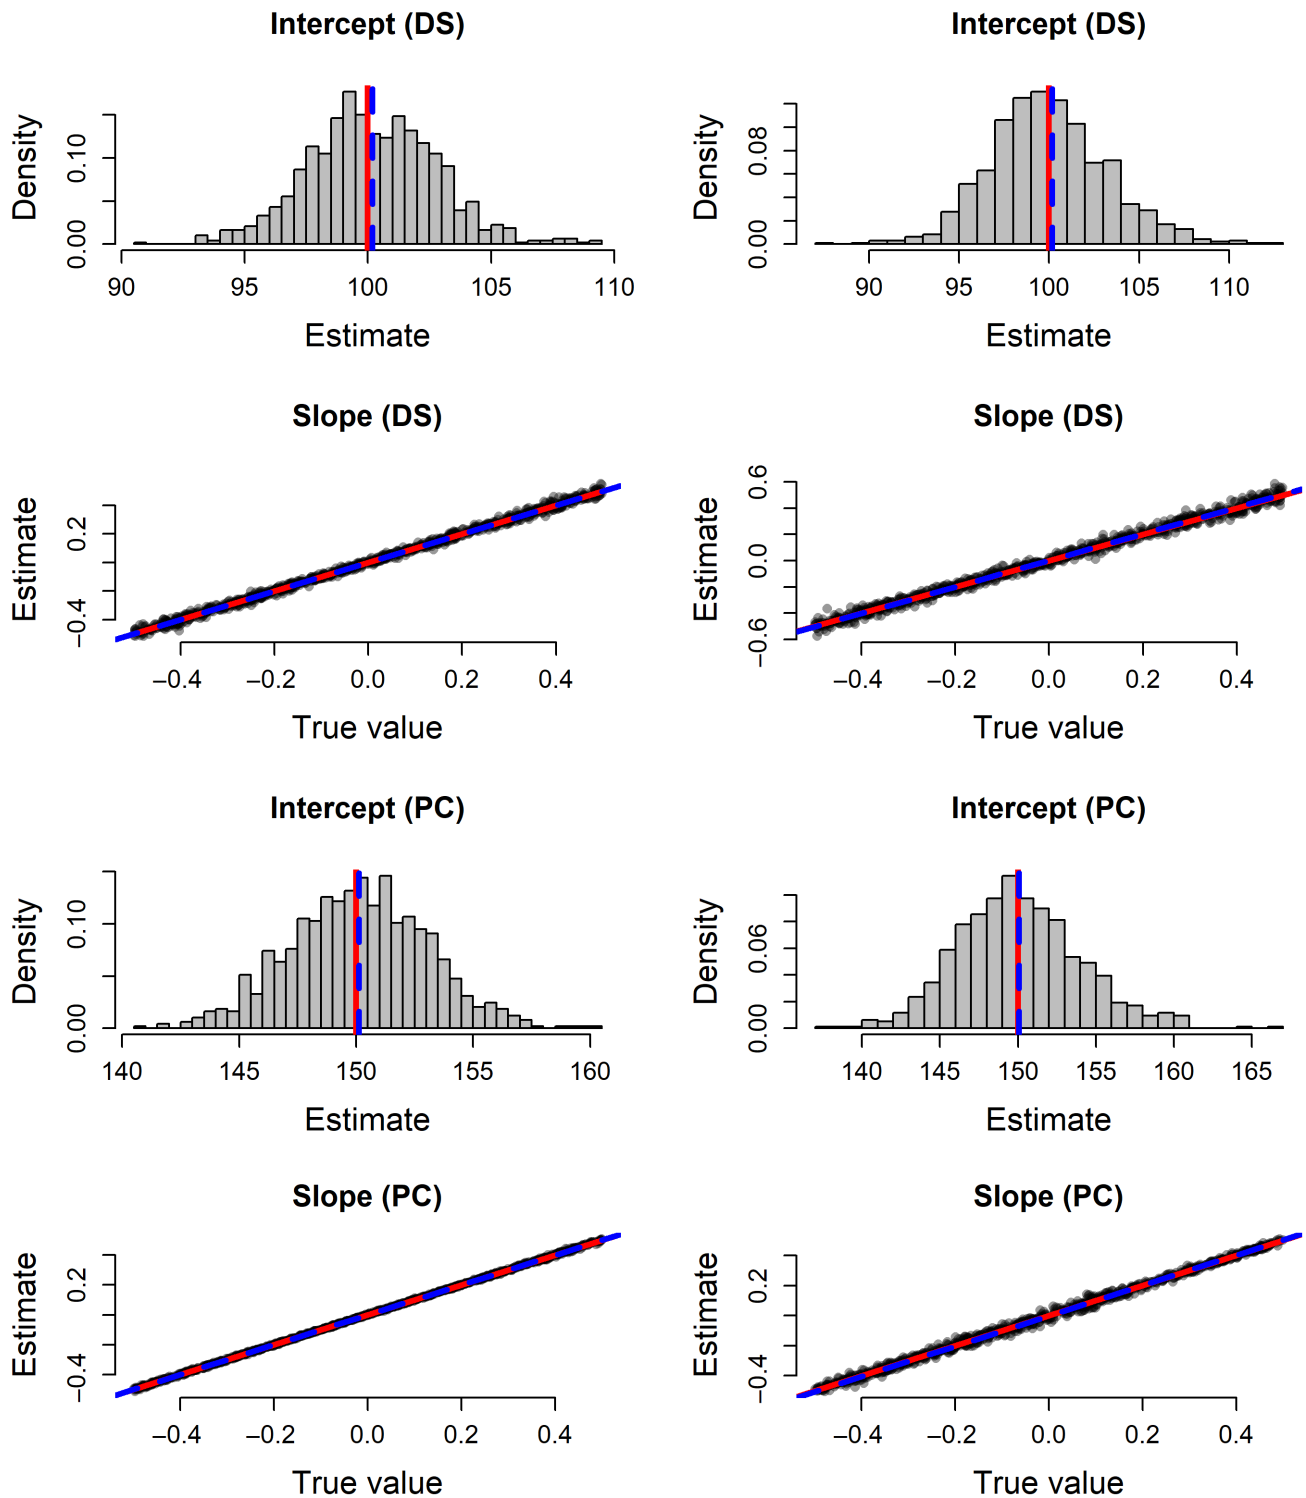 Intercept (DS)
Density
0.00 0.10
90 95 100 105 110
Estimate
Intercept (DS)
Density
0.00 0.08
90 95 100 105 110
Estimate
Slope (DS)
Estimate
−0.4 0.2
−0.4 −0.2 0.0 0.2 0.4
True value
Slope (DS)
Estimate
−0.6 0.0 0.6
−0.4 −0.2 0.0 0.2 0.4
True value
Intercept (PC)
Density
0.00 0.10
140 145 150 155 160
Estimate
Intercept (PC)
Density
0.00 0.06
140 145 150 155 160 165
Estimate
Slope (PC)
Estimate
−0.4 0.2
−0.4 −0.2 0.0 0.2 0.4
True value
Slope (PC)
Estimate
−0.4 0.2
−0.4 −0.2 0.0 0.2 0.4
True value